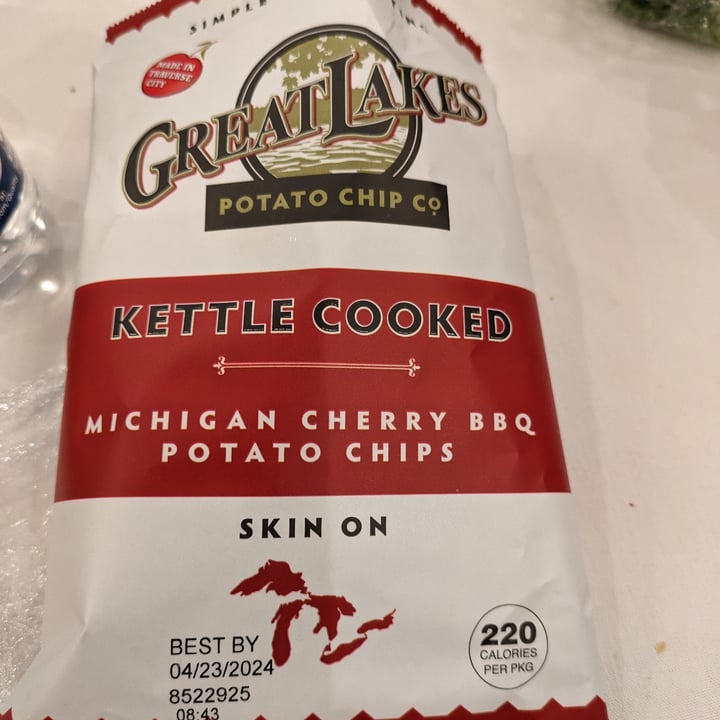 SIMPLE
MADE IN
TRAVERSE
CITY
GREAT LAKES
POTATO CHIP CO
KETTLE COOKED
MICHIGAN CHERRY BBQ
POTATO CHIPS
SKIN ON
BEST BY
04/23/2024
8522925
08:43
220
CALORIES
PER PKG